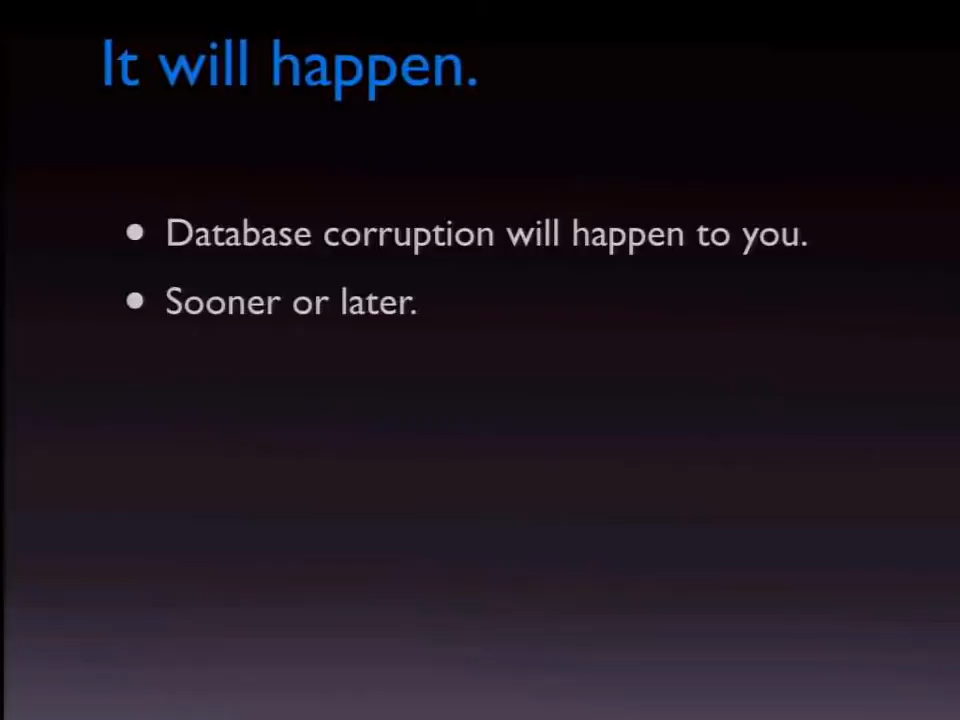 It will happen.
• Database corruption will happen to you.
• Sooner or later.